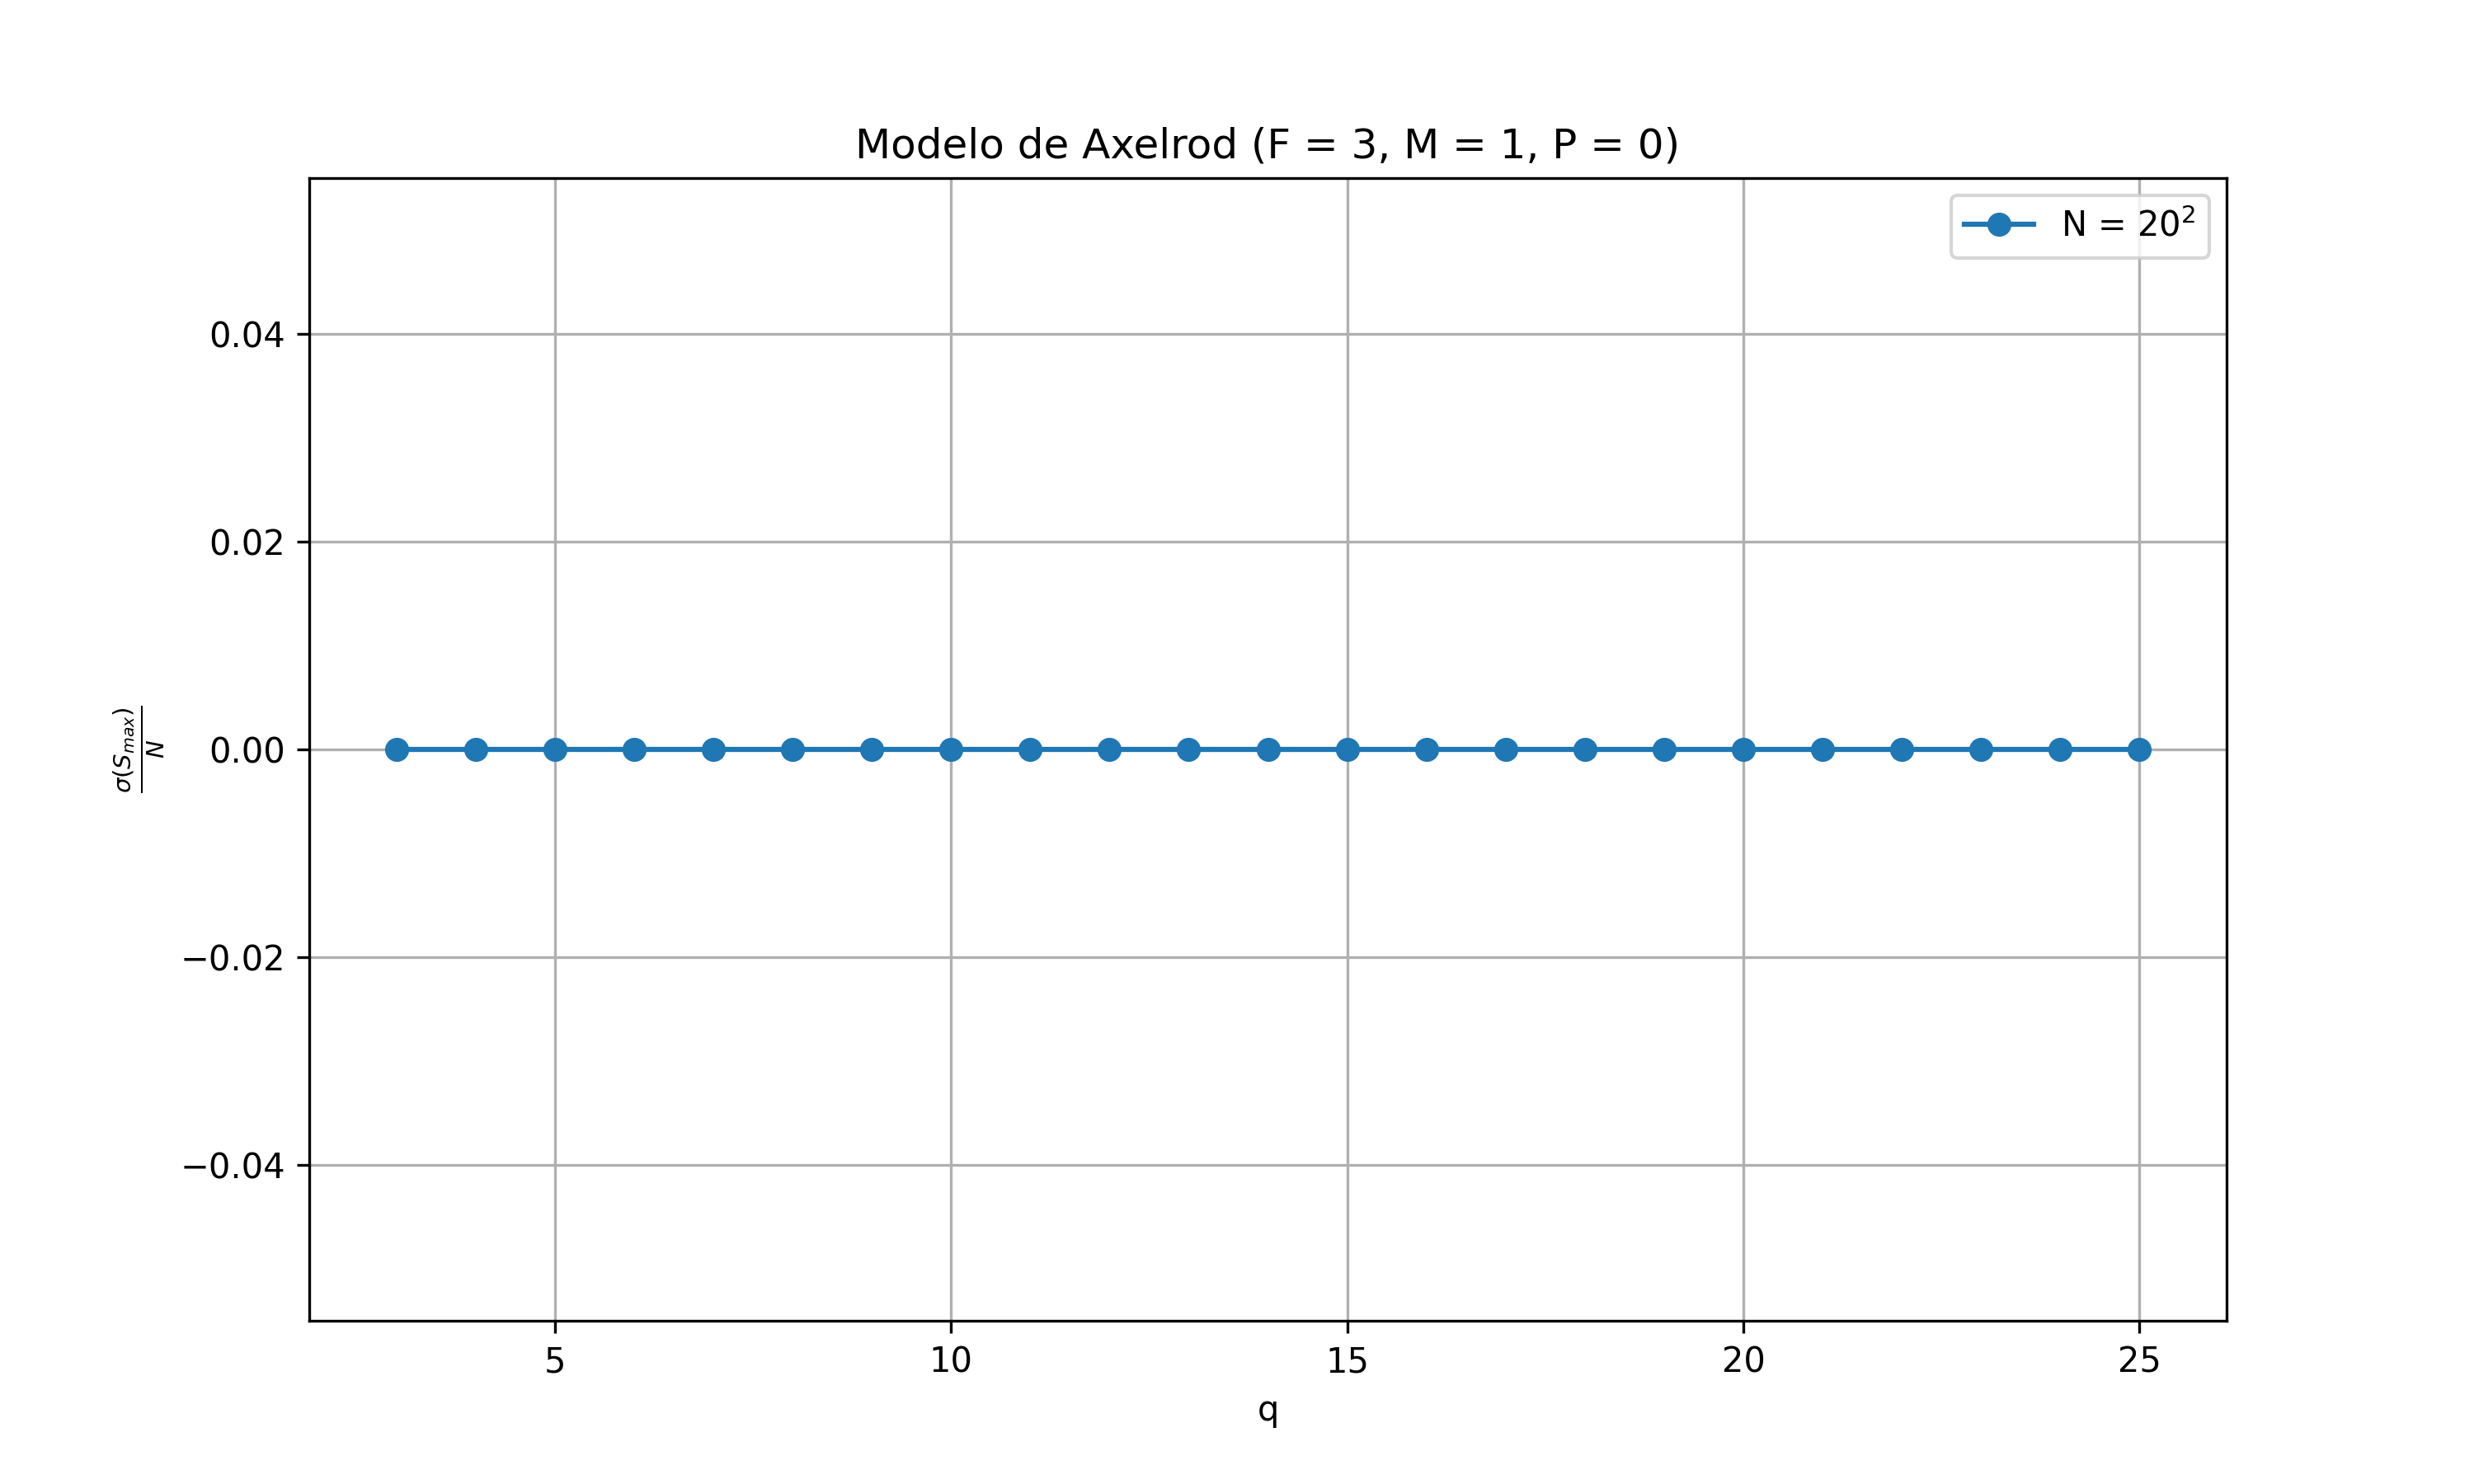 Modelo de Axelrod (F = 3, M = 1, P = 0)
N = 20²
0.04
0.02
0.00
−0.02
−0.04
σ(Smax)
N
5 10 15 20 25
q